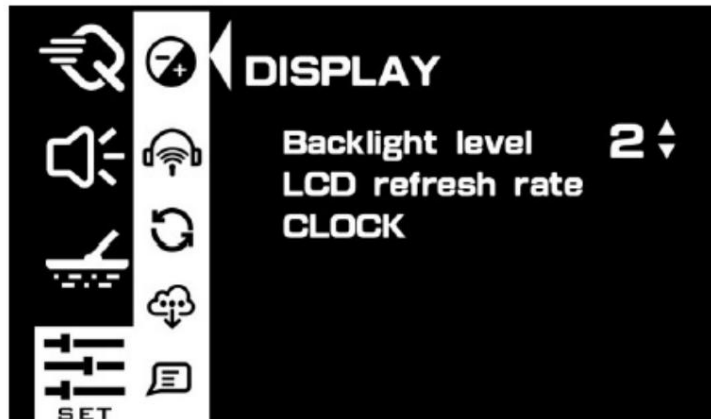 DISPLAY
Backlight level 2
LCD refresh rate
CLOCK
SET